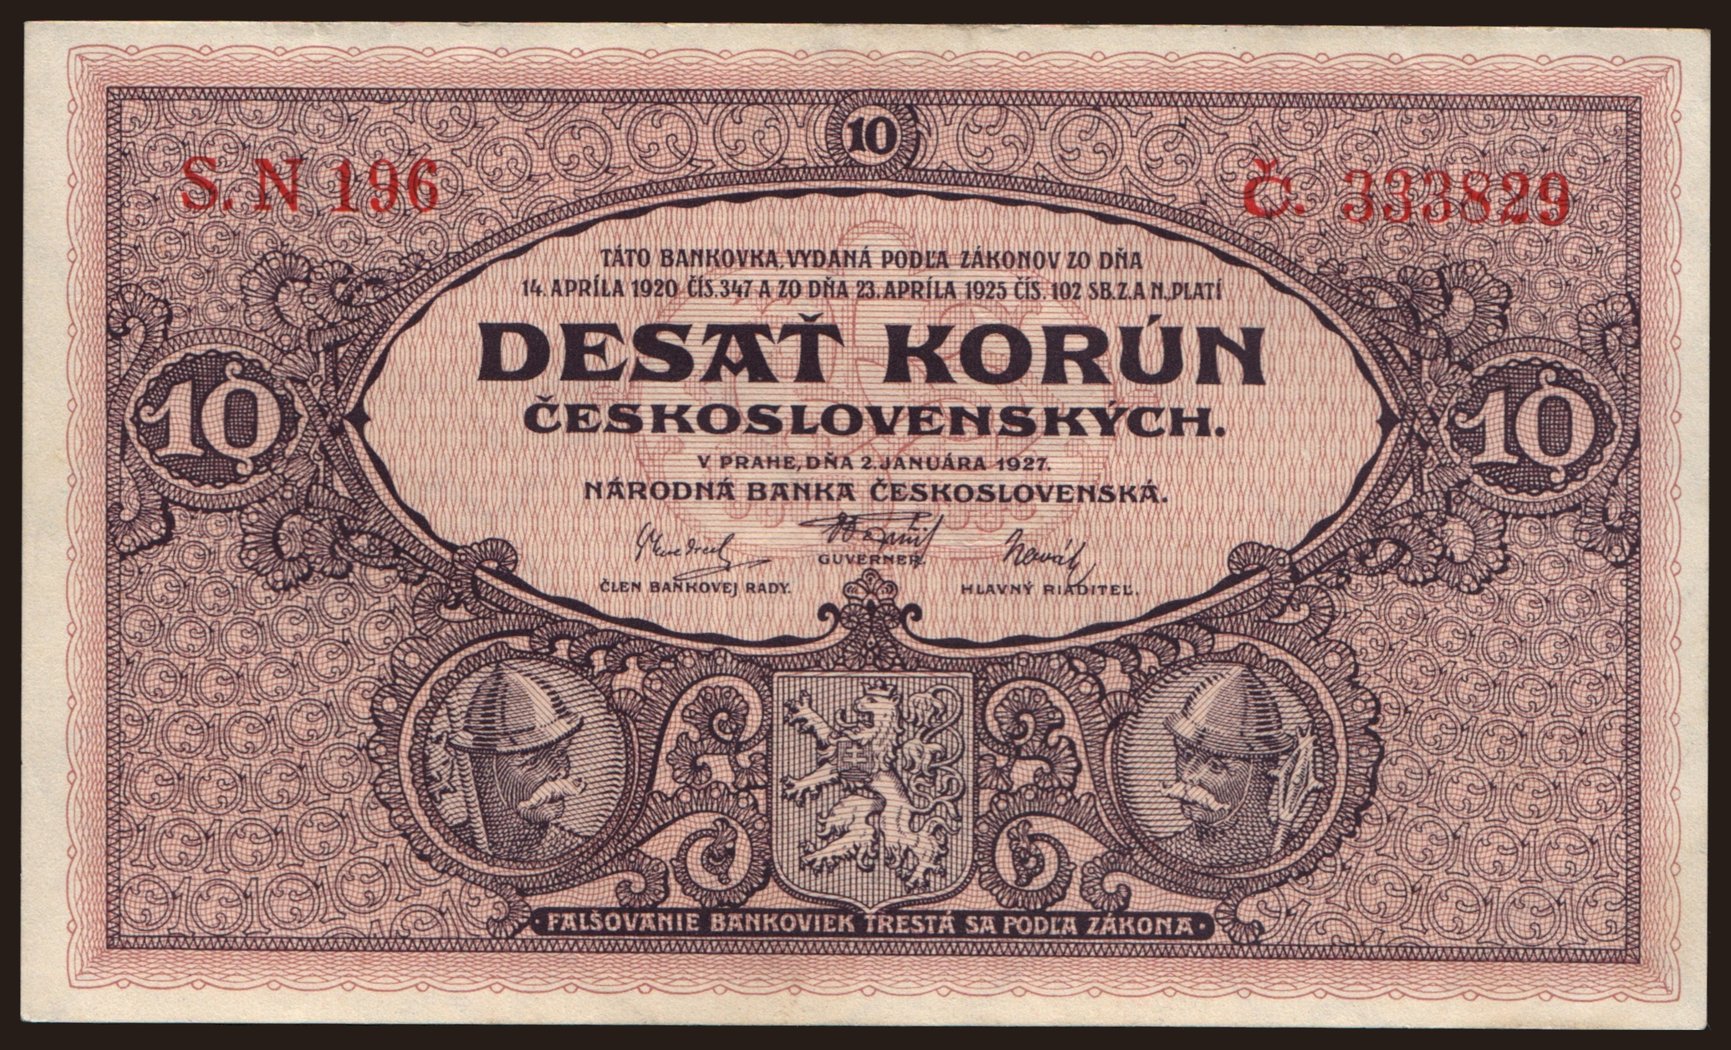 10
S. N 196
Č. 333829
TÁTO BANKOVKA, VYDANÁ PODĽA ZÁKONOV ZO DŇA
14. APRÍLA 1920 ČÍS. 347 A ZO DŇA 23. APRÍLA 1925 ČÍS. 102 SB. Z. A N., PLATÍ
DESAŤ KORÚN
ČESKOSLOVENSKÝCH.
10
10
V PRAHE, DŇA 2. JANUÁRA 1927.
NÁRODNÁ BANKA ČESKOSLOVENSKÁ.
GUVERNER.
ČLEN BANKOVEJ RADY.
HLAVNÝ RIADITEĽ.
· FALŠOVANIE BANKOVIEK TRESTÁ SA PODĽA ZÁKONA ·